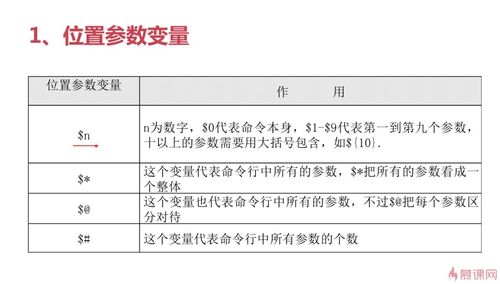 1、位置参数变量
位置参数变量
作 用
$n
n为数字，$0代表命令本身，$1-$9代表第一到第九个参数，
十以上的参数需要用大括号包含，如${10}.
$*
这个变量代表命令行中所有的参数，$*把所有的参数看成一
个整体
$@
这个变量也代表命令行中所有的参数，不过$@把每个参数区
分对待
$#
这个变量代表命令行中所有参数的个数
慕课网